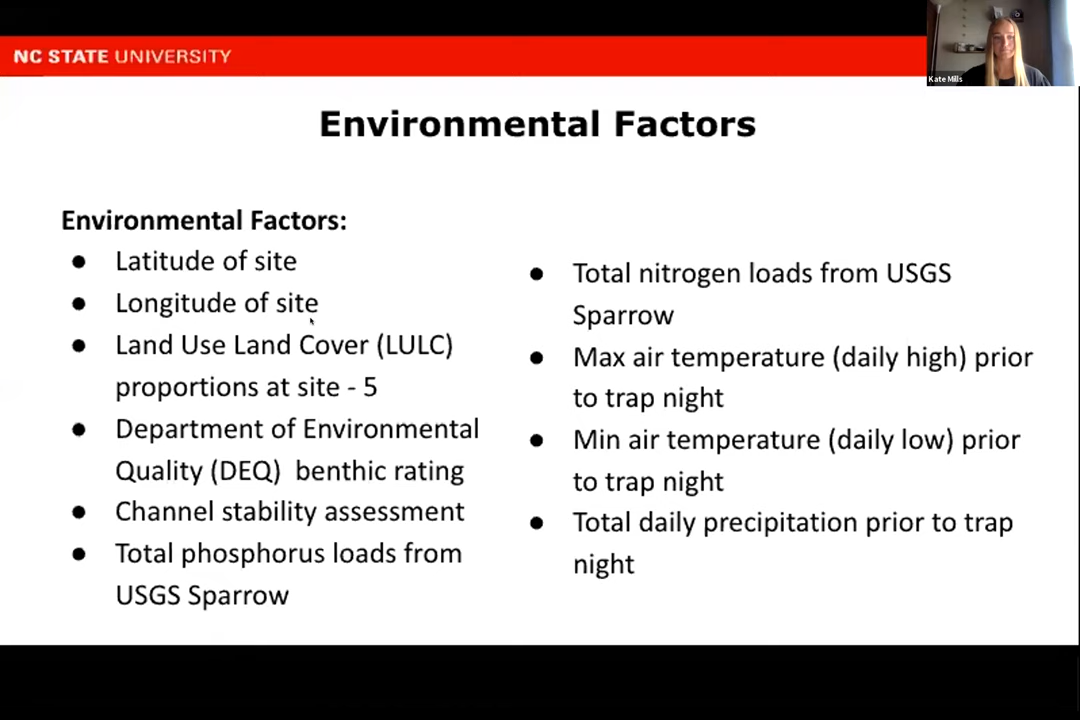 NC STATE UNIVERSITY
Kate Mills
Environmental Factors
Environmental Factors:
● Latitude of site
● Longitude of site
● Land Use Land Cover (LULC)
proportions at site - 5
● Department of Environmental
Quality (DEQ) benthic rating
● Channel stability assessment
● Total phosphorus loads from
USGS Sparrow
● Total nitrogen loads from USGS
Sparrow
● Max air temperature (daily high) prior
to trap night
● Min air temperature (daily low) prior
to trap night
● Total daily precipitation prior to trap
night